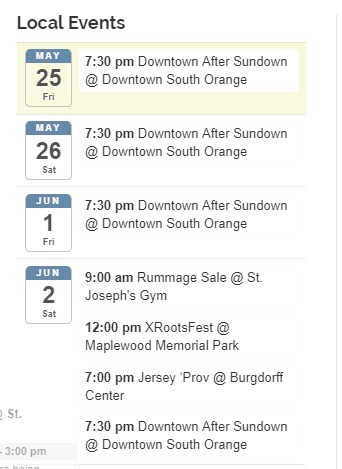 Local Events
MAY
25
Fri
7:30 pm Downtown After Sundown
@ Downtown South Orange
MAY
26
Sat
7:30 pm Downtown After Sundown
@ Downtown South Orange
JUN
1
Fri
7:30 pm Downtown After Sundown
@ Downtown South Orange
JUN
2
Sat
9:00 am Rummage Sale @ St.
Joseph's Gym
12:00 pm XRootsFest @
Maplewood Memorial Park
7:00 pm Jersey ‘Prov @ Burgdorff
Center
7:30 pm Downtown After Sundown
@ Downtown South Orange
@ St.
- 3:00 pm